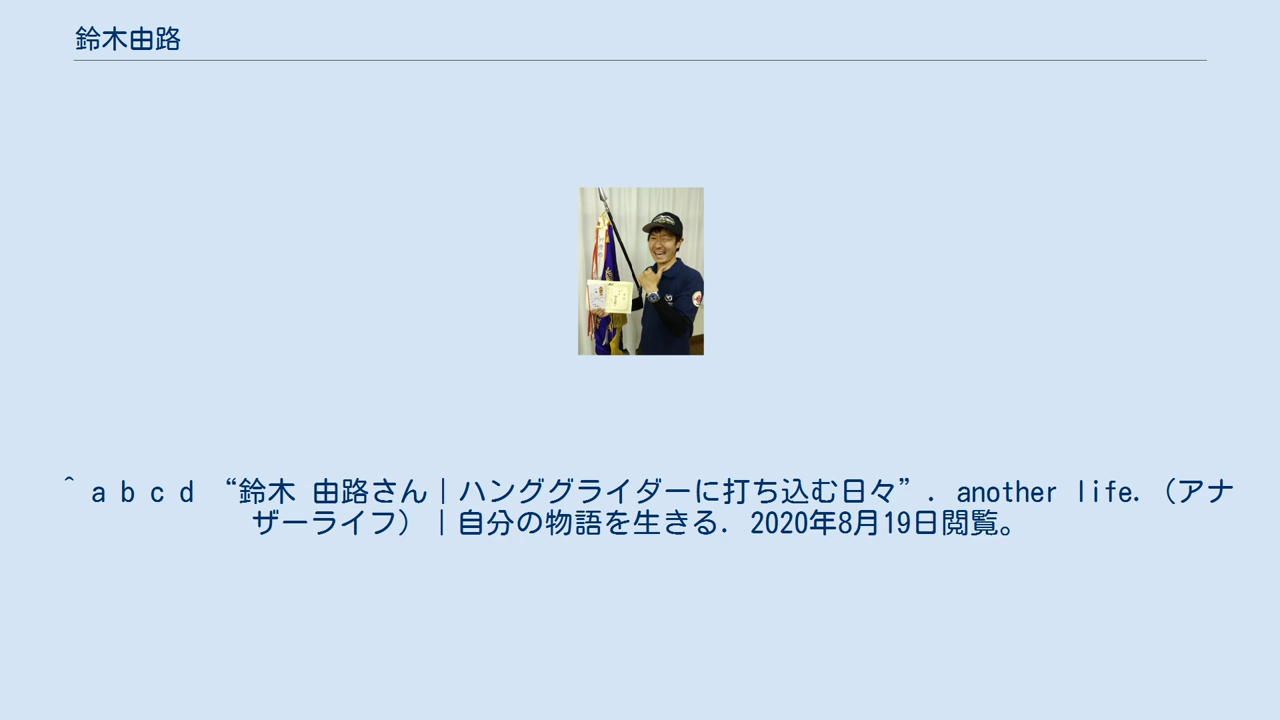 鈴木由路
^ a b c d “鈴木 由路さん｜ハンググライダーに打ち込む日々”. another life.（アナ
ザーライフ）｜自分の物語を生きる. 2020年8月19日閲覧。